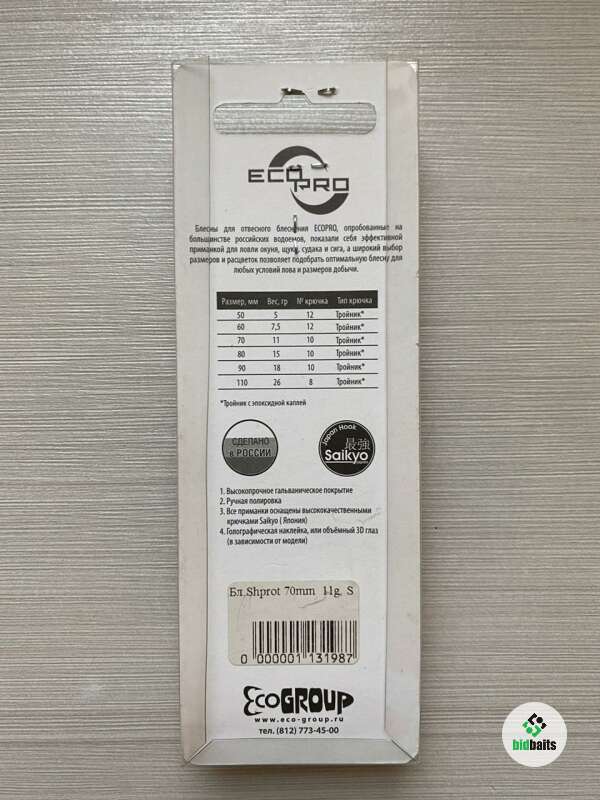 ECO PRO
Блесны для отвесного блеснения ECOPRO, опробованные на
большинстве российских водоемов, показали себя эффективной
приманкой для ловли окуня, щуки, судака и сига, а широкий выбор
размеров и расцветок позволяет подобрать оптимальную блесну для
любых условий лова и размеров добычи.
Размер, мм Вес, гр № крючка Тип крючка
50 5 12 Тройник*
60 7,5 12 Тройник*
70 11 10 Тройник*
80 15 10 Тройник*
90 18 10 Тройник*
110 26 8 Тройник*
*Тройник с эпоксидной каплей
СДЕЛАНО
в РОССИИ
Japan Hook
最強
Saikyo
1. Высокопрочное гальваническое покрытие
2. Ручная полировка
3. Все приманки оснащены высококачественными
крючками Saikyo ( Япония)
4. Голографическая наклейка, или объёмный 3D глаз
(в зависимости от модели)
Бл.Shprot 70mm 11g, S
0 000001 131987
EcoGROUP
www.eco-group.ru
тел. (812) 773-45-00
bidbaits